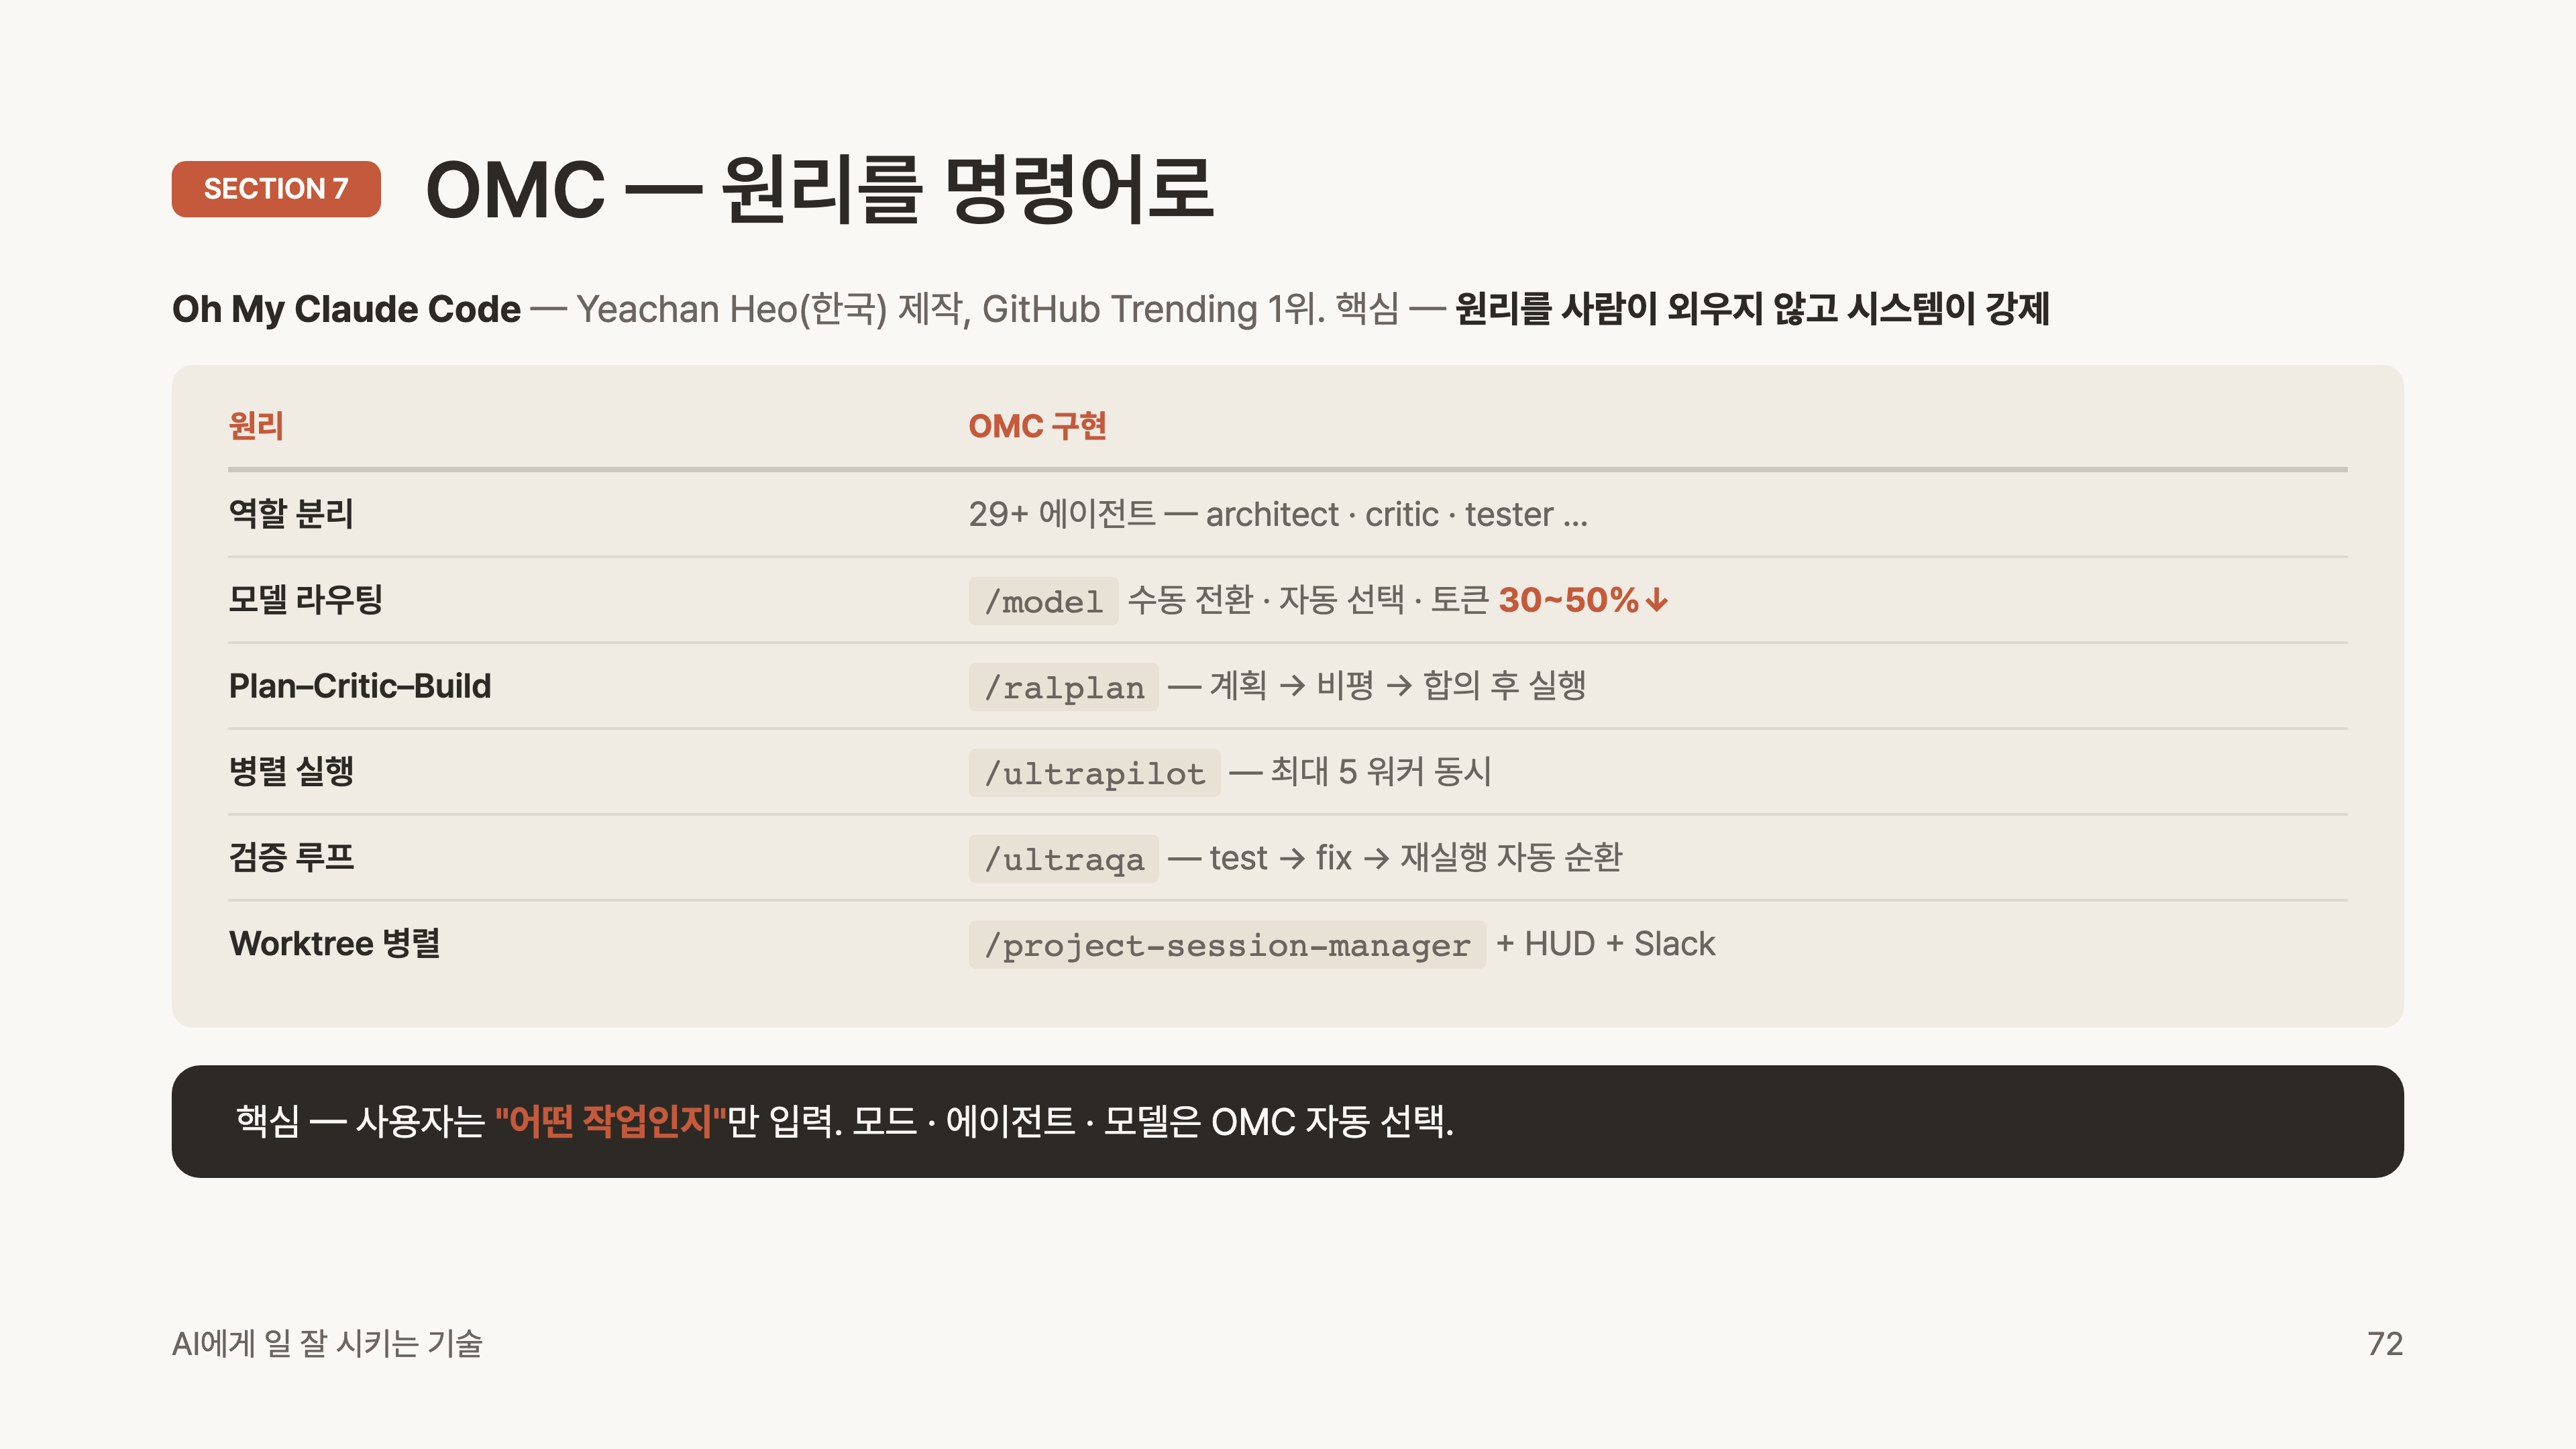 SECTION 7
OMC — 원리를 명령어로
Oh My Claude Code — Yeachan Heo(한국) 제작, GitHub Trending 1위. 핵심 — 원리를 사람이 외우지 않고 시스템이 강제
원리 OMC 구현
역할 분리 29+ 에이전트 — architect · critic · tester ...
모델 라우팅 /model 수동 전환 · 자동 선택 · 토큰 30~50%↓
Plan–Critic–Build /ralplan — 계획 → 비평 → 합의 후 실행
병렬 실행 /ultrapilot — 최대 5 워커 동시
검증 루프 /ultraqa — test → fix → 재실행 자동 순환
Worktree 병렬 /project-session-manager + HUD + Slack
핵심 — 사용자는 "어떤 작업인지"만 입력. 모드 · 에이전트 · 모델은 OMC 자동 선택.
AI에게 일 잘 시키는 기술
72